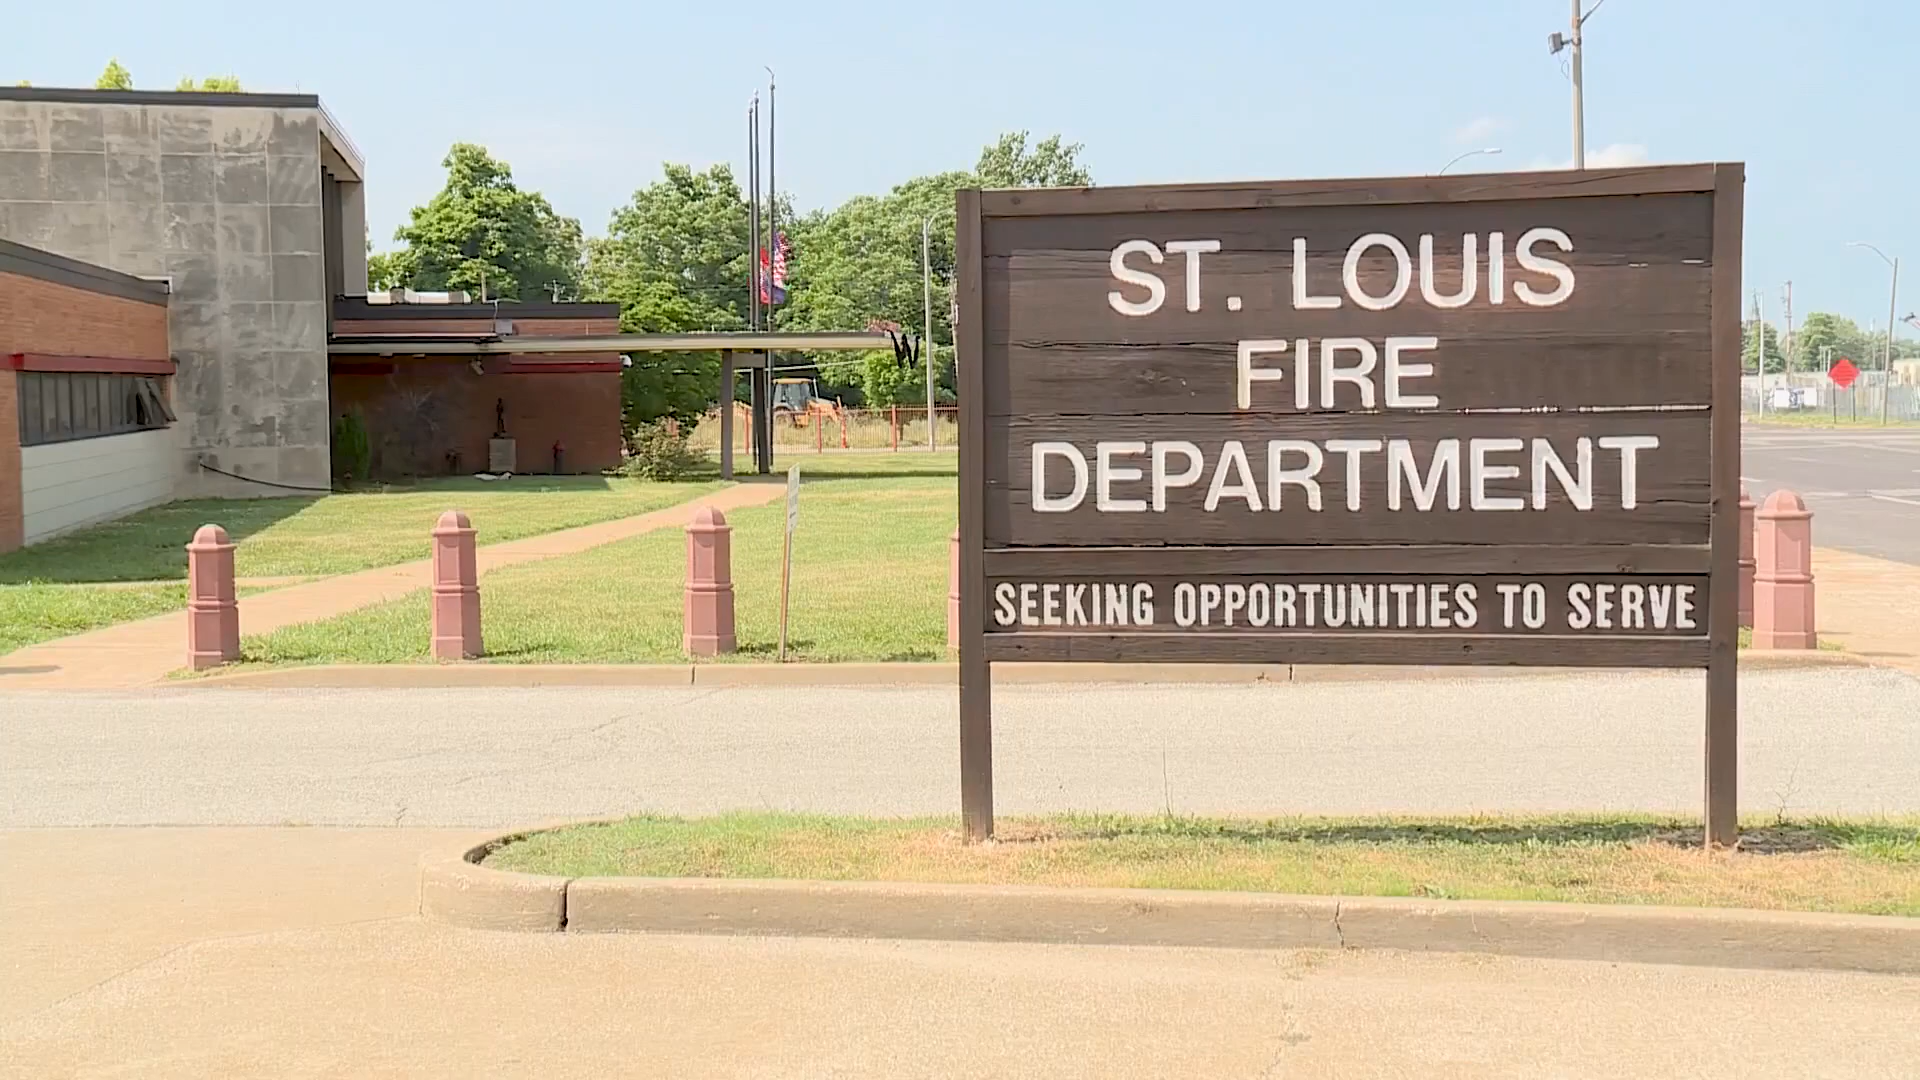 ST. LOUIS
FIRE
DEPARTMENT
SEEKING OPPORTUNITIES TO SERVE